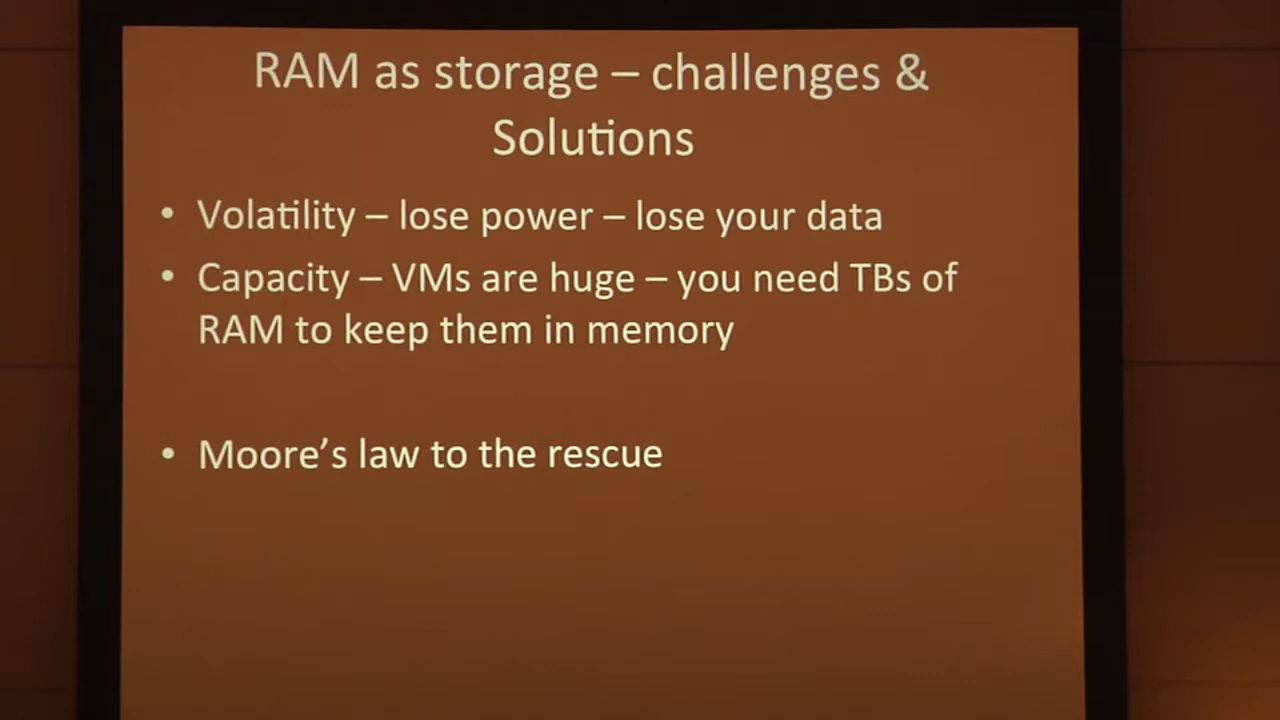 RAM as storage – challenges &
Solutions
• Volatility – lose power – lose your data
• Capacity – VMs are huge – you need TBs of
RAM to keep them in memory
• Moore’s law to the rescue